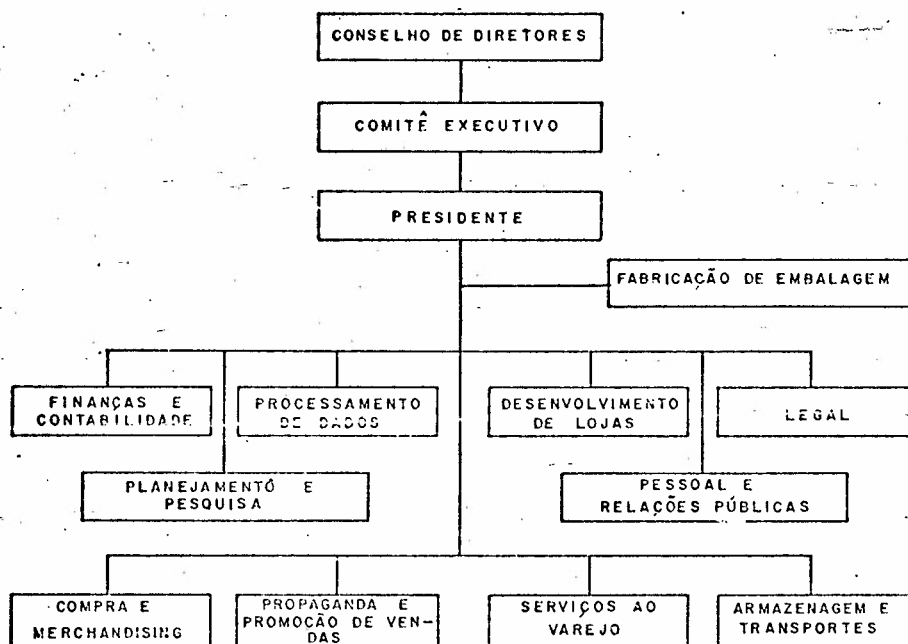 CONSELHO DE DIRETORES
COMITÊ EXECUTIVO
PRESIDENTE
FABRICAÇÃO DE EMBALAGEM
FINANÇAS E
CONTABILIDADE
PROCESSAMENTO
DE DADOS
DESENVOLVIMENTO
DE LOJAS
LEGAL
PLANEJAMENTO E
PESQUISA
PESSOAL E
RELAÇÕES PÚBLICAS
COMPRA E
MERCHANDISING
PROPAGANDA E
PROMOÇÃO DE VEN-
DAS
SERVIÇOS AO
VAREJO
ARMAZENAGEM E
TRANSPORTES